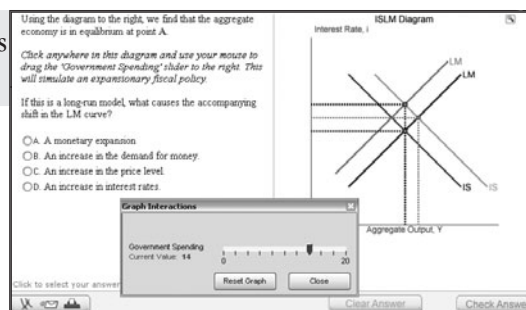 Using the diagram to the right, we find that the aggregate
economy is in equilibrium at point A.
s
Click anywhere in this diagram and use your mouse to
drag the 'Government Spending' slider to the right. This
will simulate an expansionary fiscal policy.
If this is a long-run model, what causes the accompanying
shift in the LM curve?
A. A monetary expansion
B. An increase in the demand for money.
C. An increase in the price level.
D. An increase in interest rates.
ISLM Diagram
Interest Rate, i
LM
LM
IS
IS
Aggregate Output, Y
Graph Interactions
Government Spending
Current Value: 14
0
20
Reset Graph
Close
Click to select your answer
Clear Answer
Check Answe